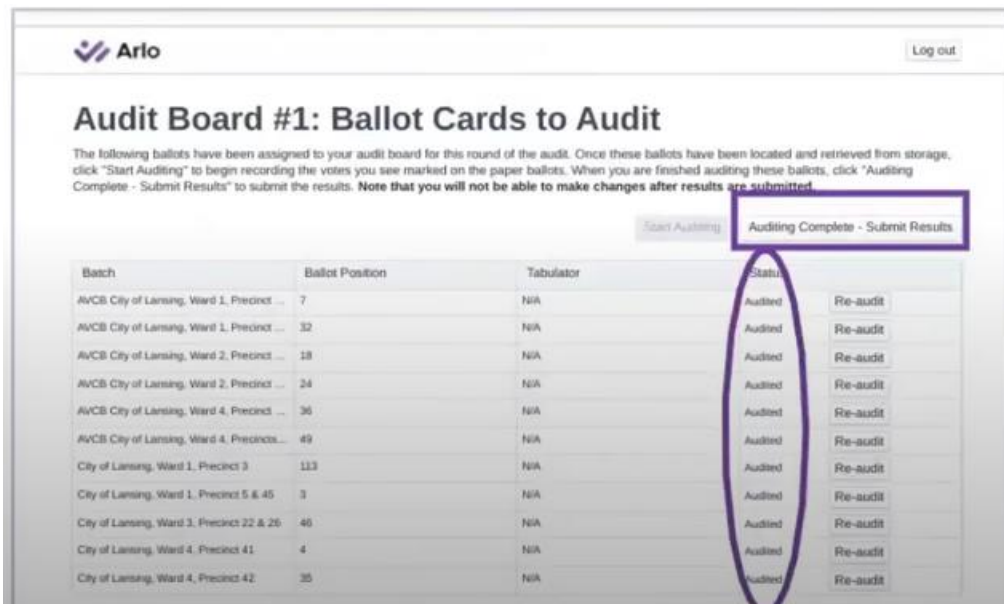 Arlo
Log out
Audit Board #1: Ballot Cards to Audit
The following ballots have been assigned to your audit board for this round of the audit. Once these ballots have been located and retrieved from storage,
click "Start Auditing" to begin recording the votes you see marked on the paper ballots. When you are finished auditing these ballots, click "Auditing
Complete - Submit Results" to submit the results. Note that you will not be able to make changes after results are submitted.
Start Auditing Auditing Complete - Submit Results
Batch Ballot Position Tabulator Status
AVCB City of Lansing, Ward 1, Precinct ... 7 N/A Audited Re-audit
AVCB City of Lansing, Ward 1, Precinct ... 32 N/A Audited Re-audit
AVCB City of Lansing, Ward 2, Precinct ... 18 N/A Audited Re-audit
AVCB City of Lansing, Ward 2, Precinct ... 24 N/A Audited Re-audit
AVCB City of Lansing, Ward 4, Precinct ... 36 N/A Audited Re-audit
AVCB City of Lansing, Ward 4, Precincts... 49 N/A Audited Re-audit
City of Lansing, Ward 1, Precinct 3 113 N/A Audited Re-audit
City of Lansing, Ward 1, Precinct 5 & 45 3 N/A Audited Re-audit
City of Lansing, Ward 3, Precinct 22 & 26 46 N/A Audited Re-audit
City of Lansing, Ward 4, Precinct 41 4 N/A Audited Re-audit
City of Lansing, Ward 4, Precinct 42 35 N/A Audited Re-audit